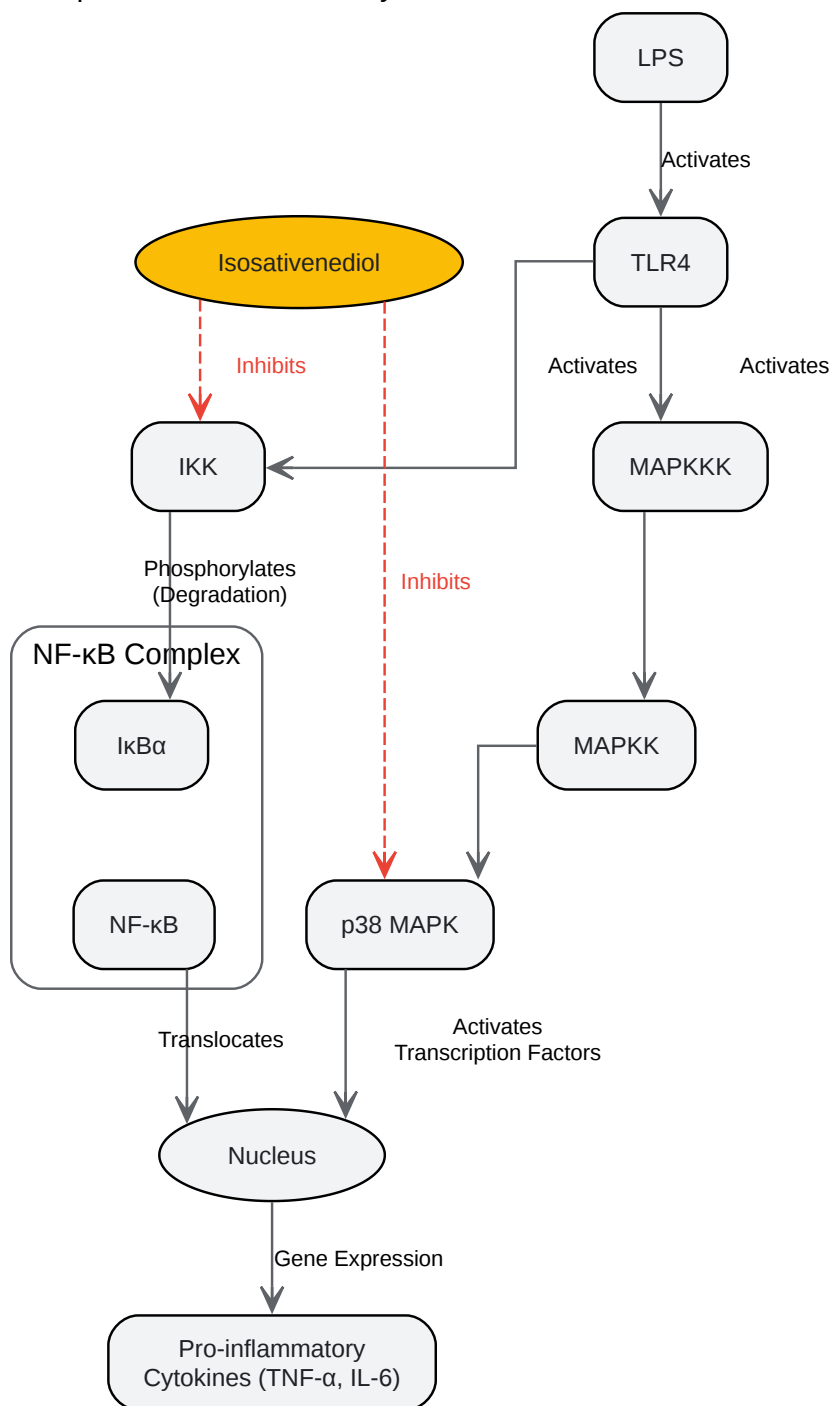 LPS
Activates
Isosativenediol
TLR4
Inhibits
Activates
Activates
IKK
MAPKKK
Phosphorylates
(Degradation)
Inhibits
NF-κB Complex
IκBα
MAPKK
NF-κB
p38 MAPK
Translocates
Activates
Transcription Factors
Nucleus
Gene Expression
Pro-inflammatory
Cytokines (TNF-α, IL-6)